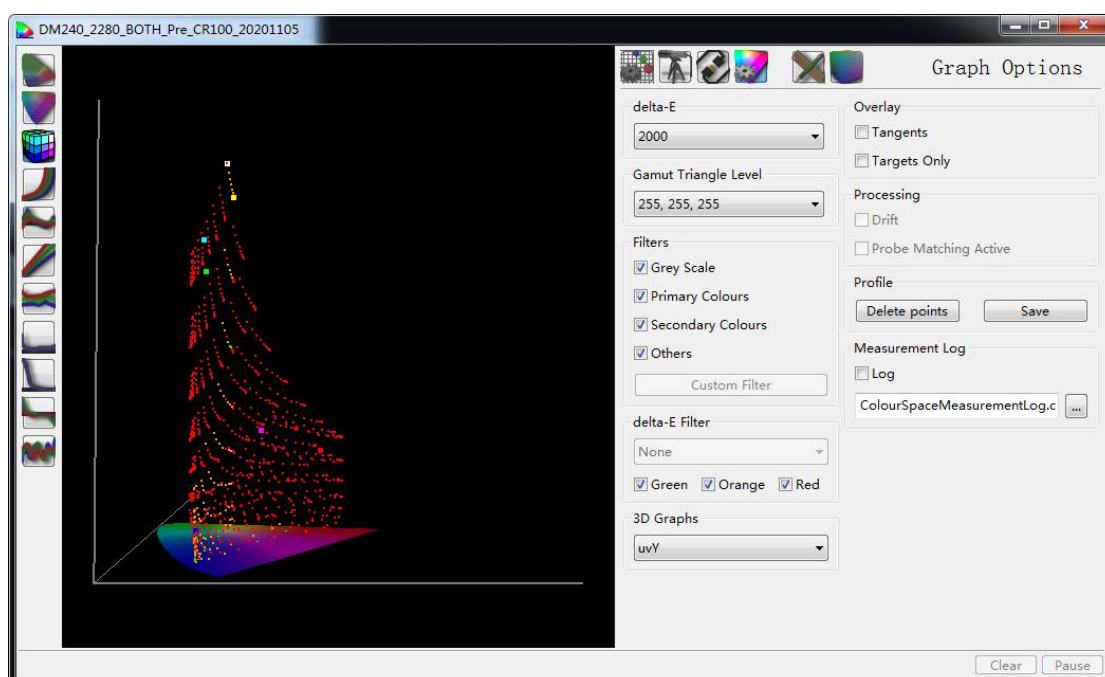 DM240_2280_BOTH_Pre_CR100_20201105
Graph Options
delta-E
2000
Gamut Triangle Level
255, 255, 255
Filters
Grey Scale
Primary Colours
Secondary Colours
Others
Custom Filter
delta-E Filter
None
Green Orange Red
3D Graphs
uvY
Overlay
Tangents
Targets Only
Processing
Drift
Probe Matching Active
Profile
Delete points Save
Measurement Log
Log
ColourSpaceMeasurementLog.c ...
Clear Pause